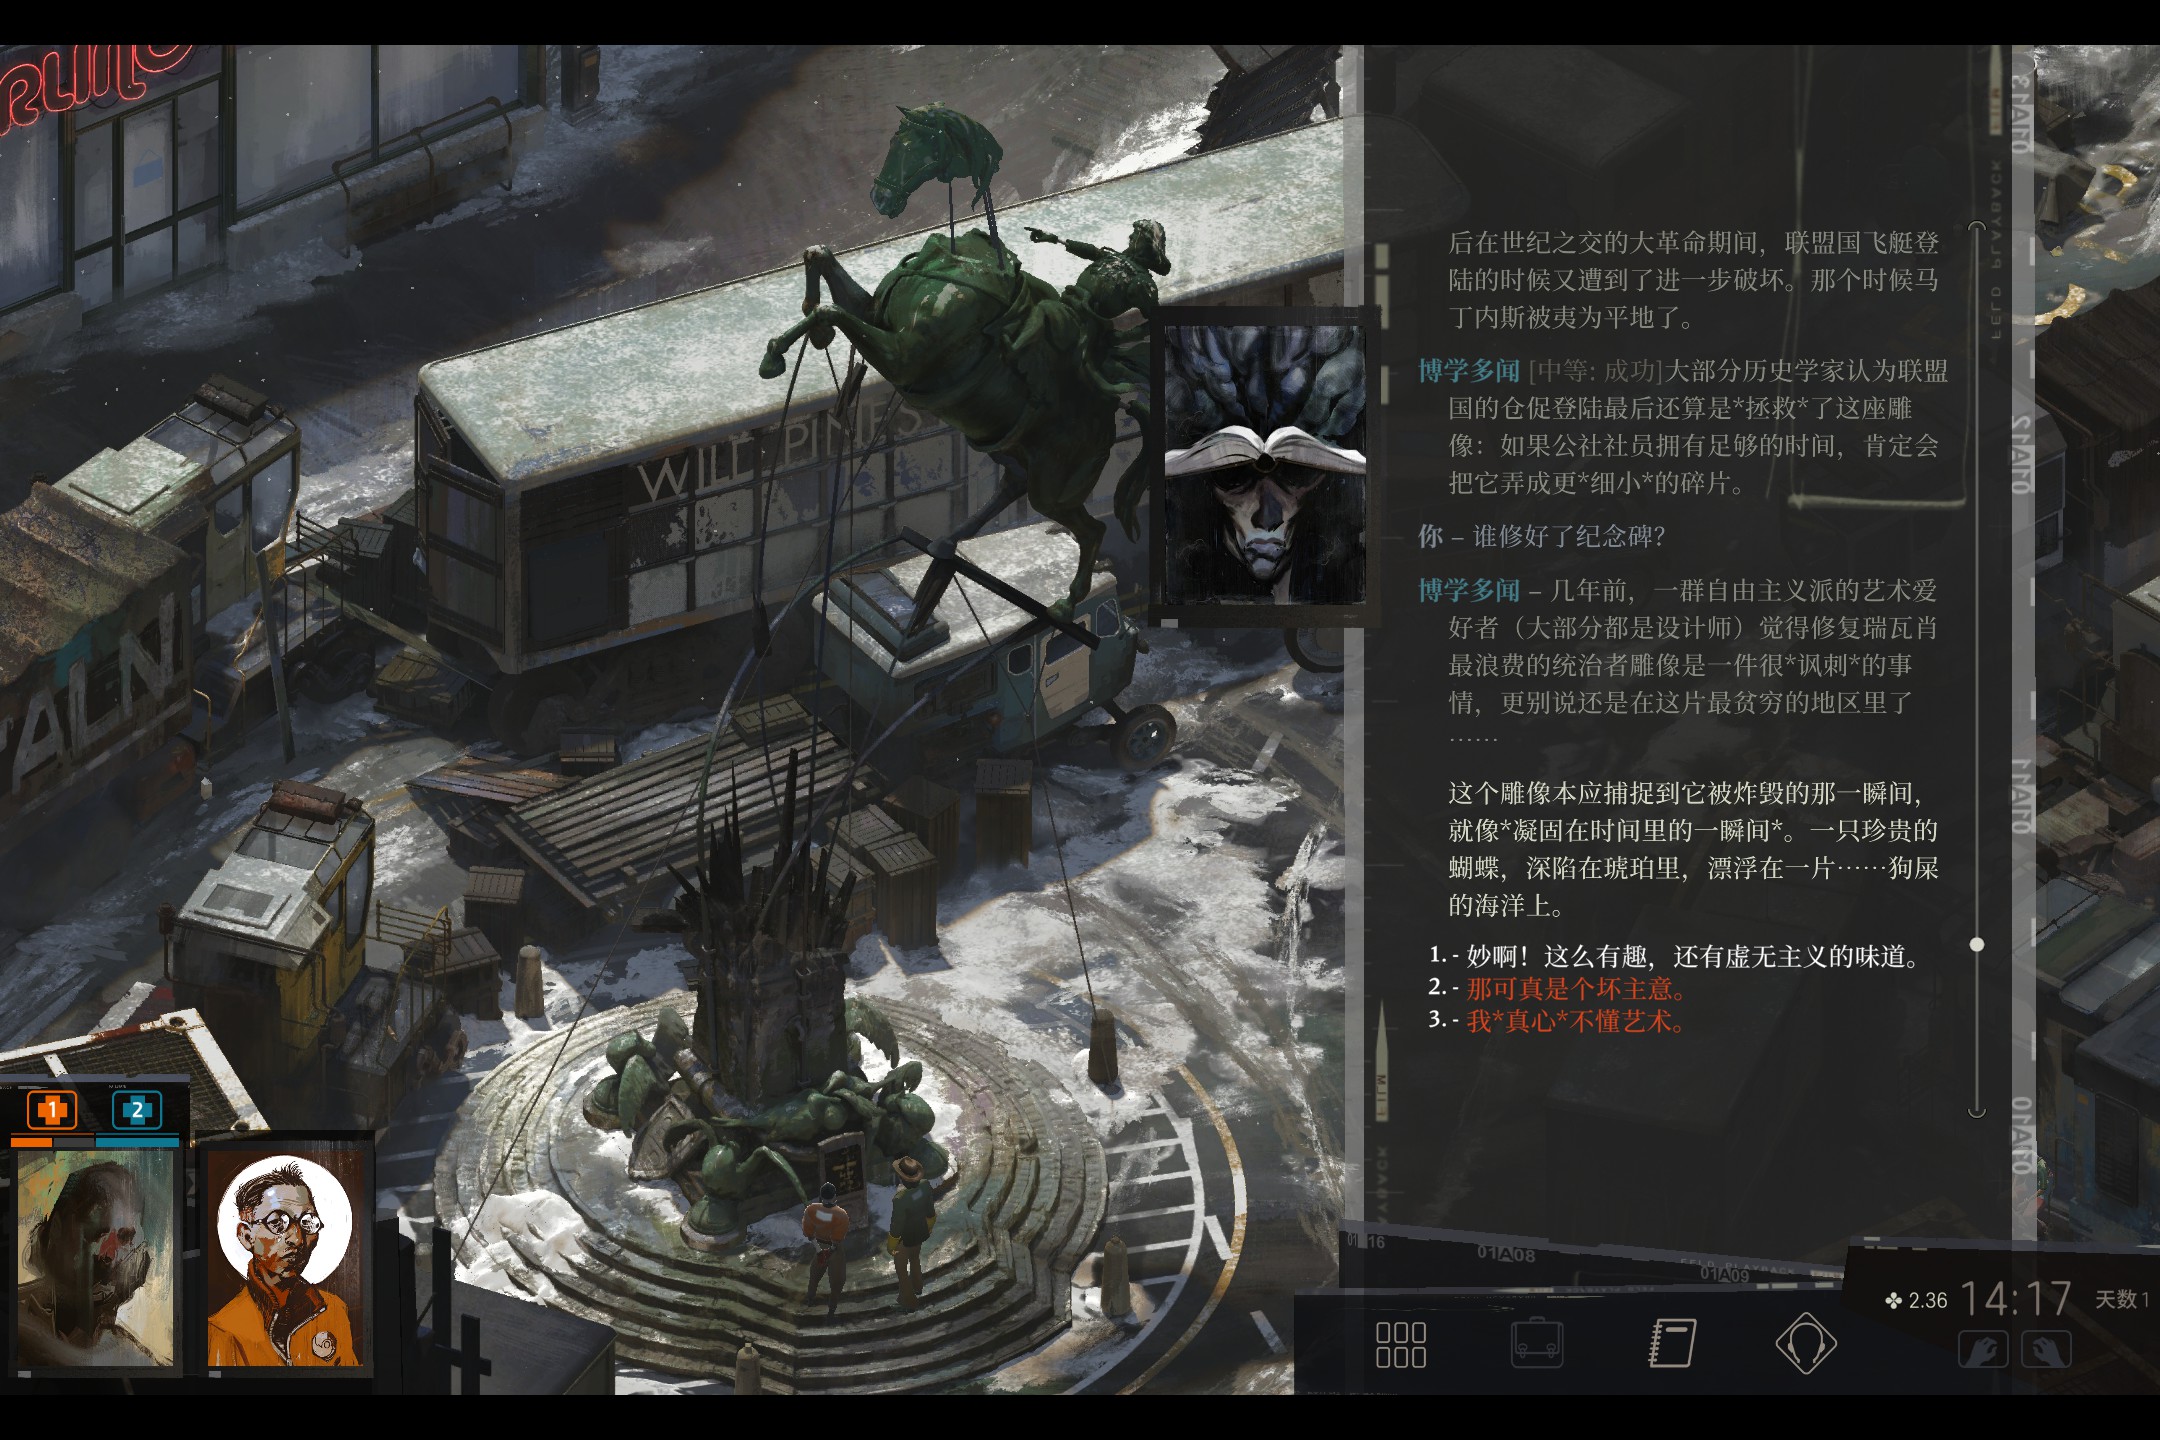 WILL PINES
后在世纪之交的大革命期间，联盟国飞艇登
陆的时候又遭到了进一步破坏。那个时候马
丁内斯被夷为平地了。
博学多闻 [中等：成功]大部分历史学家认为联盟
国的仓促登陆最后还算是*拯救*了这座雕
像：如果公社社员拥有足够的时间，肯定会
把它弄成更*细小*的碎片。
你 – 谁修好了纪念碑？
博学多闻 – 几年前，一群自由主义派的艺术爱
好者（大部分都是设计师）觉得修复瑞瓦肖
最浪费的统治者雕像是一件很*讽刺*的事
情，更别说还是在这片最贫穷的地区里了
……
这个雕像本应捕捉到它被炸毁的那一瞬间，
就像*凝固在时间里的一瞬间*。一只珍贵的
蝴蝶，深陷在琥珀里，漂浮在一片……狗屎
的海洋上。
1. - 妙啊！这么有趣，还有虚无主义的味道。
2. - 那可真是个坏主意。
3. - 我*真心*不懂艺术。
1
2
01A08
01A09
2.36
14:17
天数 1